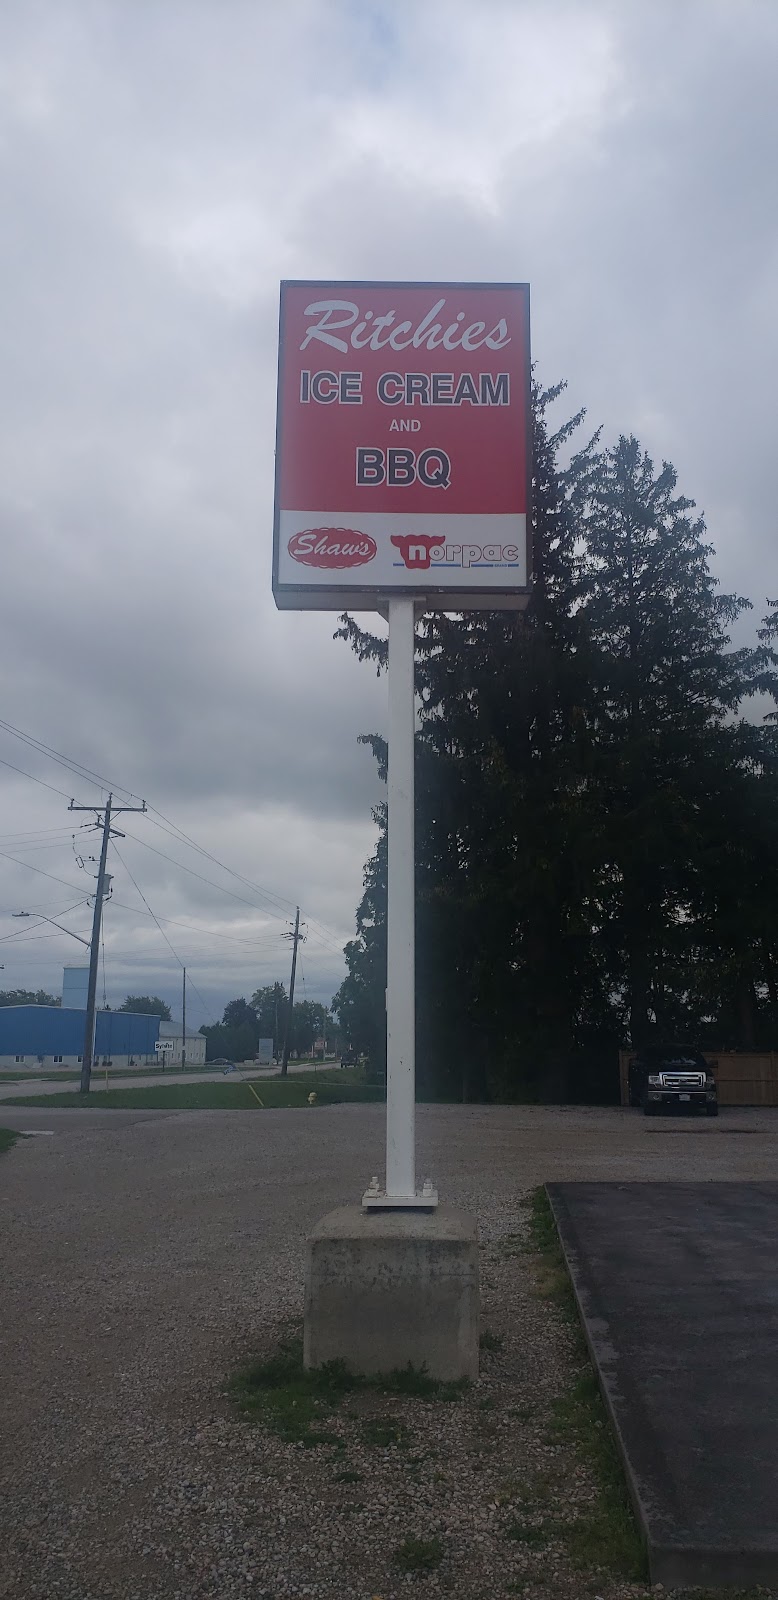 Ritchies
ICE CREAM
AND
BBQ
Shaw's norpac